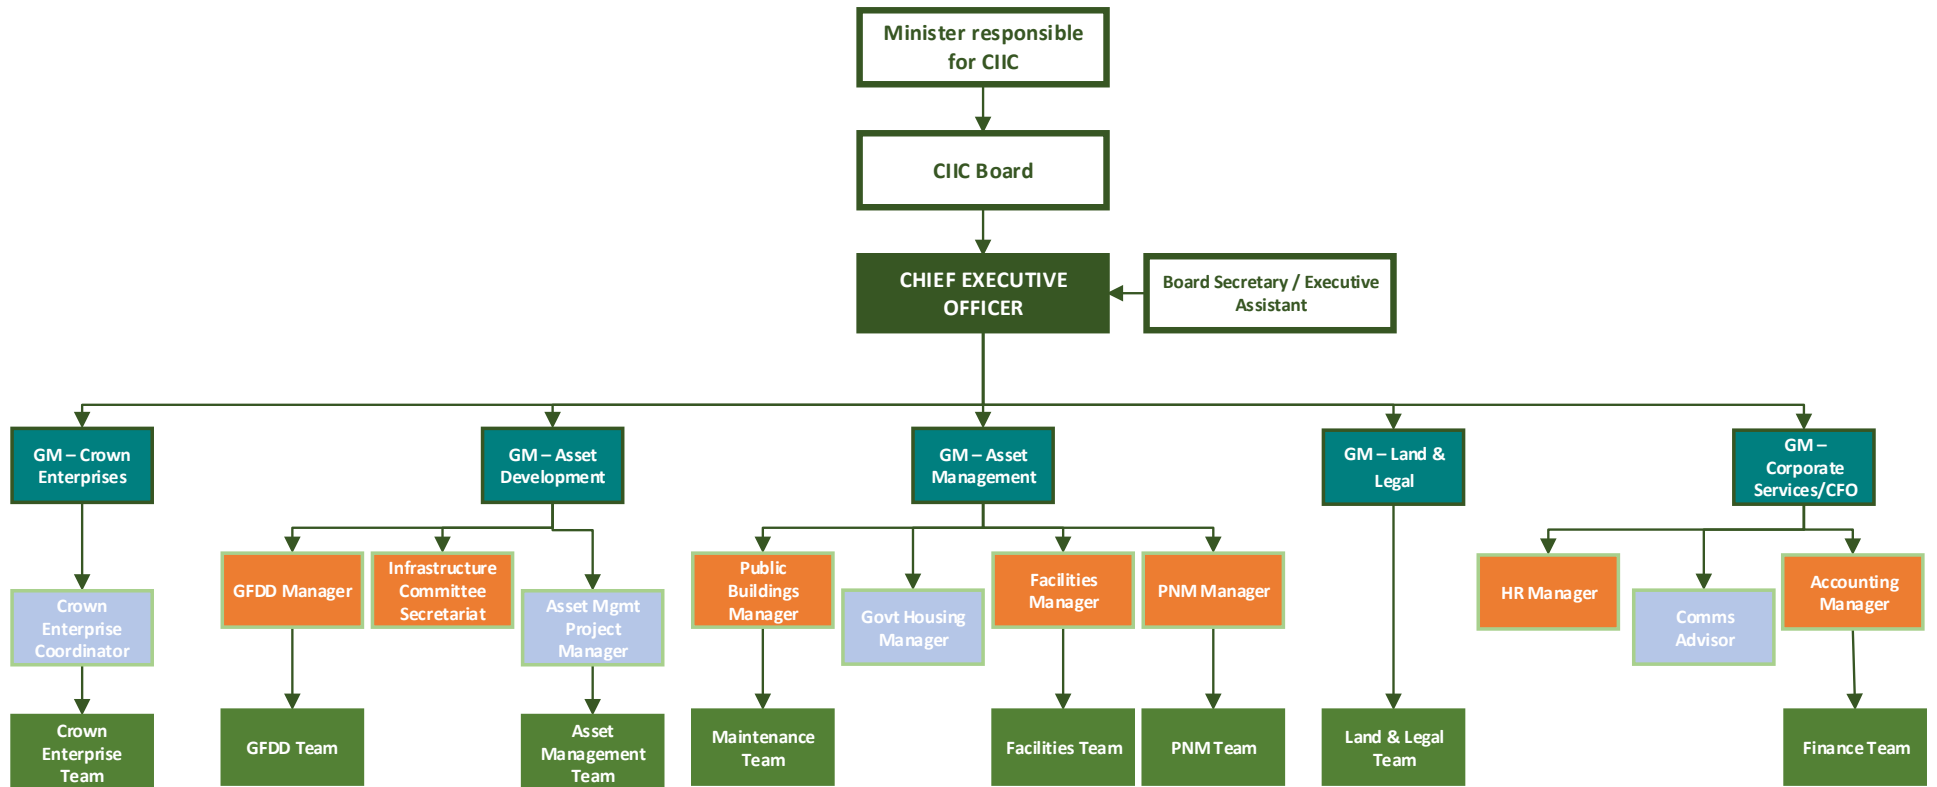 Minister responsible
for CIIC
CIIC Board
CHIEF EXECUTIVE
OFFICER
Board Secretary / Executive
Assistant
GM – Crown
Enterprises
GM – Asset
Development
GM – Asset
Management
GM – Land &
Legal
GM –
Corporate
Services/CFO
GFDD Manager
Infrastructure
Committee
Secretariat
Public
Buildings
Manager
Facilities
Manager
PNM Manager
HR Manager
Accounting
Manager
Crown
Enterprise
Coordinator
Asset Mgmt
Project
Manager
Govt Housing
Manager
Comms
Advisor
Crown
Enterprise
Team
GFDD Team
Asset
Management
Team
Maintenance
Team
Facilities Team
PNM Team
Land & Legal
Team
Finance Team